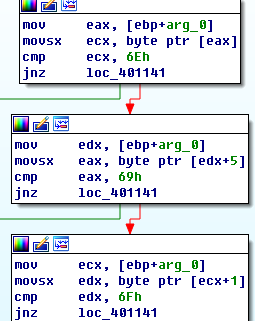 mov     eax, [ebp+arg_0]
movsx   ecx, byte ptr [eax]
cmp     ecx, 6Eh
jnz     loc_401141
mov     edx, [ebp+arg_0]
movsx   eax, byte ptr [edx+5]
cmp     eax, 69h
jnz     loc_401141
mov     ecx, [ebp+arg_0]
movsx   edx, byte ptr [ecx+1]
cmp     edx, 6Fh
jnz     loc_401141